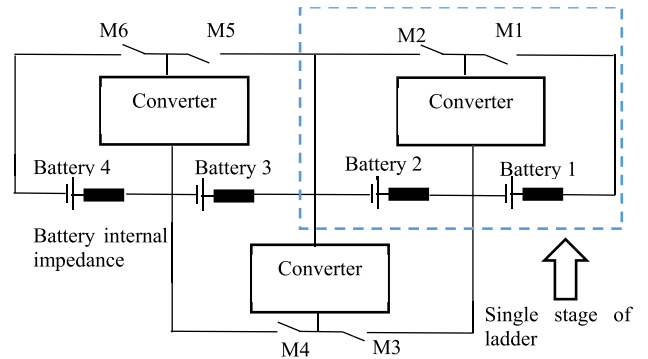 M6
M5
M2
M1
Converter
Converter
Battery 4
Battery 3
Battery 2
Battery 1
Battery internal
impedance
Converter
Single stage of
ladder
M4
M3